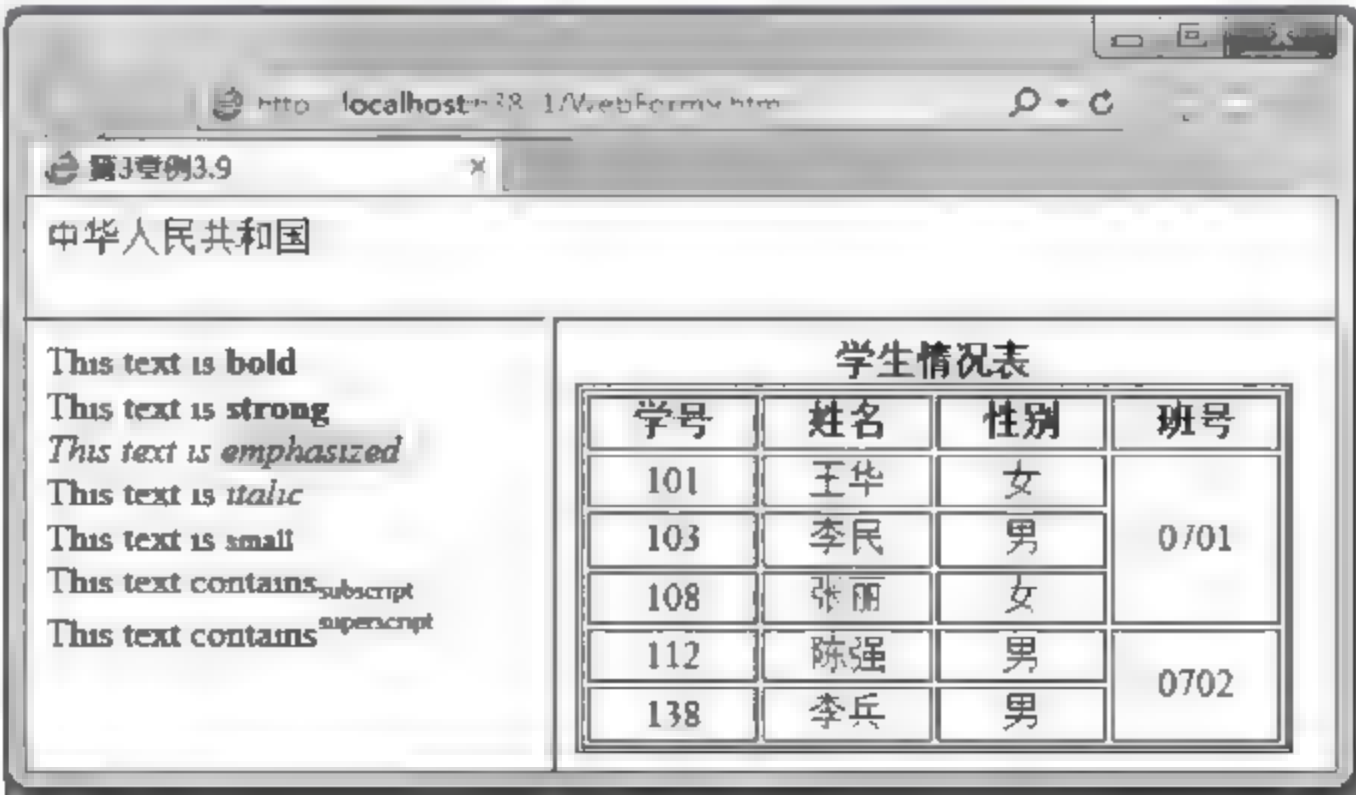 localhost
第3章例3.9
中华人民共和国
This text is bold
This text is strong
This text is emphasized
This text is italic
This text is small
This text contains subscript
This text contains superscript
学生情况表
学号 姓名 性别 班号
101 王华 女 0701
103 李民 男
108 张丽 女
112 陈强 男 0702
138 李兵 男